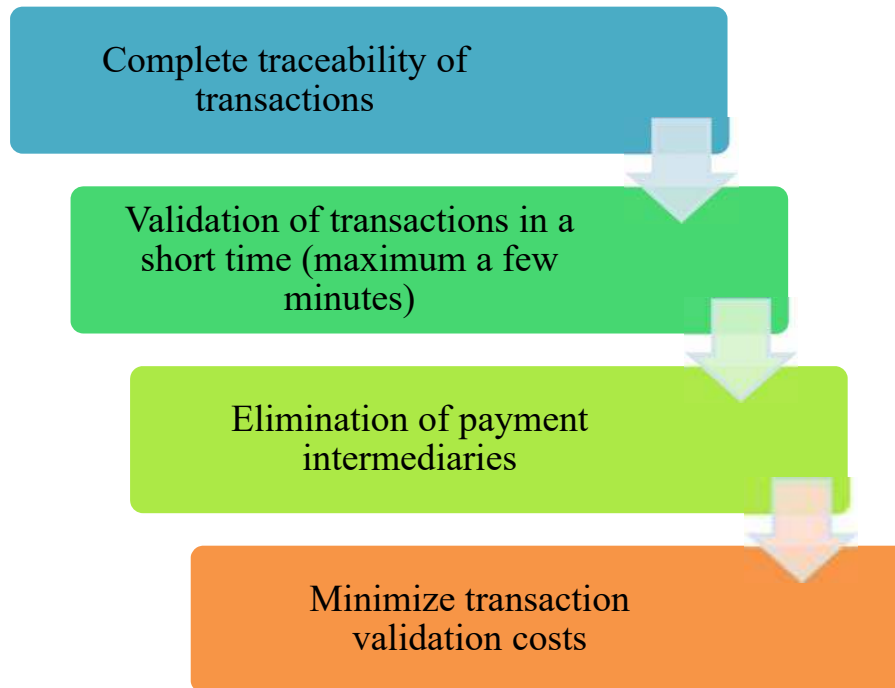 Complete traceability of
transactions
Validation of transactions in a
short time (maximum a few
minutes)
Elimination of payment
intermediaries
Minimize transaction
validation costs